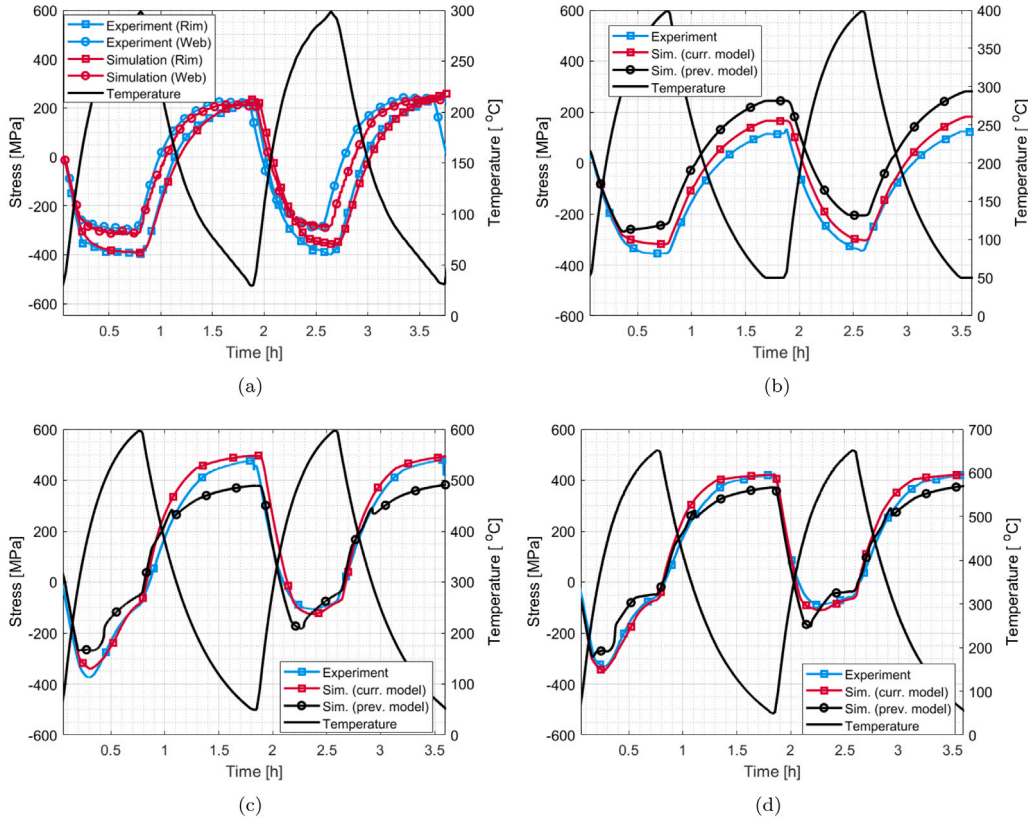 600
400
200
0
-200
-400
-600
Stress [MPa]
Experiment (Rim)
Experiment (Web)
Simulation (Rim)
Simulation (Web)
Temperature
300
250
200
150
100
50
0
Temperature [ °C]
0.5 1 1.5 2 2.5 3 3.5
Time [h]
(a)
600
400
200
0
-200
-400
-600
Stress [MPa]
Experiment
Sim. (curr. model)
Sim. (prev. model)
Temperature
400
350
300
250
200
150
100
50
0
Temperature [ °C]
0.5 1 1.5 2 2.5 3 3.5
Time [h]
(b)
600
400
200
0
-200
-400
-600
Stress [MPa]
Experiment
Sim. (curr. model)
Sim. (prev. model)
Temperature
600
500
400
300
200
100
0
Temperature [ °C]
0.5 1 1.5 2 2.5 3 3.5
Time [h]
(c)
600
400
200
0
-200
-400
-600
Stress [MPa]
Experiment
Sim. (curr. model)
Sim. (prev. model)
Temperature
700
600
500
400
300
200
100
0
Temperature [ °C]
0.5 1 1.5 2 2.5 3 3.5
Time [h]
(d)